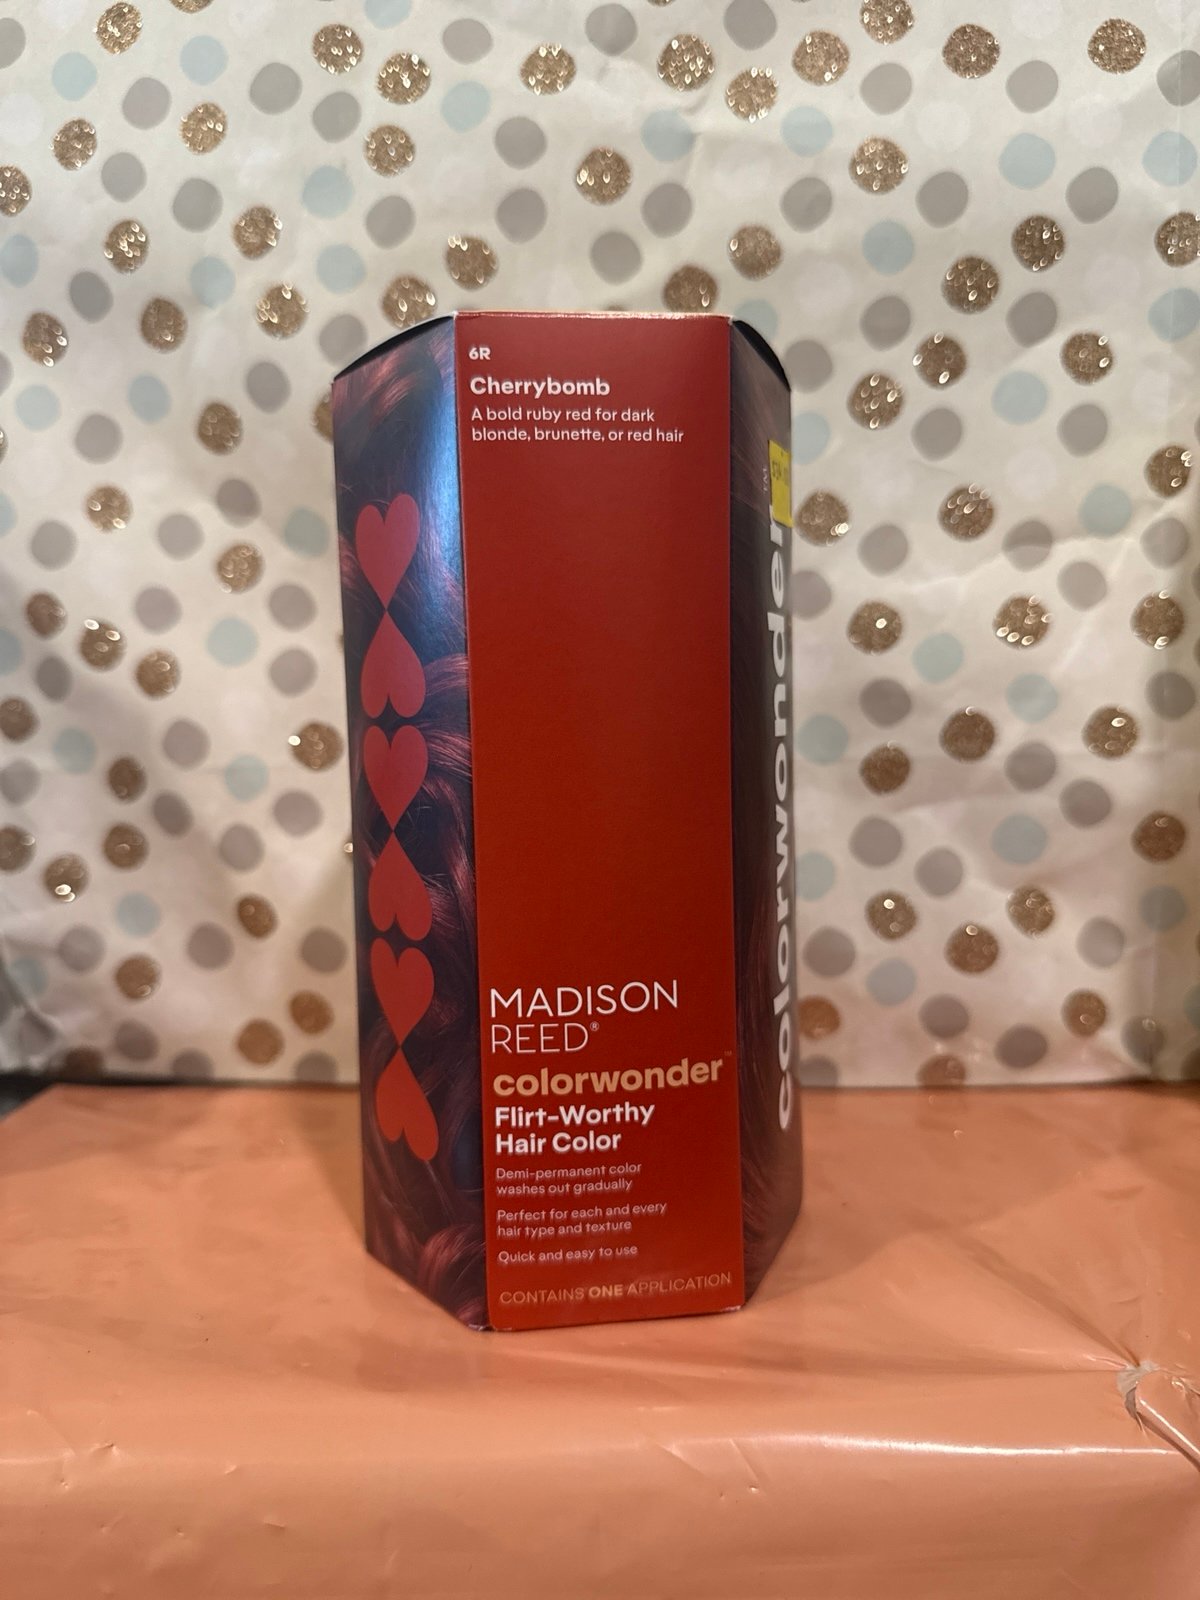 6R
Cherrybomb
A bold ruby red for dark
blonde, brunette, or red hair
MADISON
REED®
colorwonder™
Flirt-Worthy
Hair Color
Demi-permanent color
washes out gradually
Perfect for each and every
hair type and texture
Quick and easy to use
CONTAINS ONE APPLICATION
colorwonder™